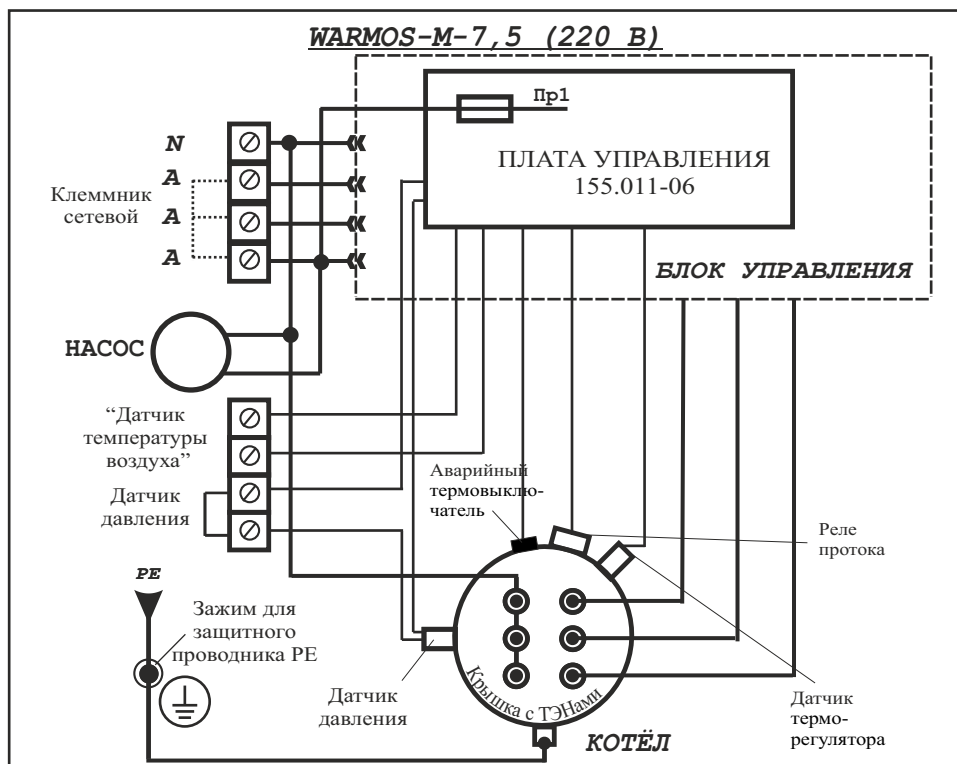 WARMOS-M-7,5 (220 В)
Пр1
ПЛАТА УПРАВЛЕНИЯ
155.011-06
N
A
A
A
Клеммник
сетевой
БЛОК УПРАВЛЕНИЯ
НАСОС
“Датчик
температуры
воздуха”
Датчик
давления
Аварийный
термовыклю-
чатель
Реле
протока
PE
Зажим для
защитного
проводника PE
Датчик
давления
Крышка с ТЭНами
КОТЁЛ
Датчик
термо-
регулятора